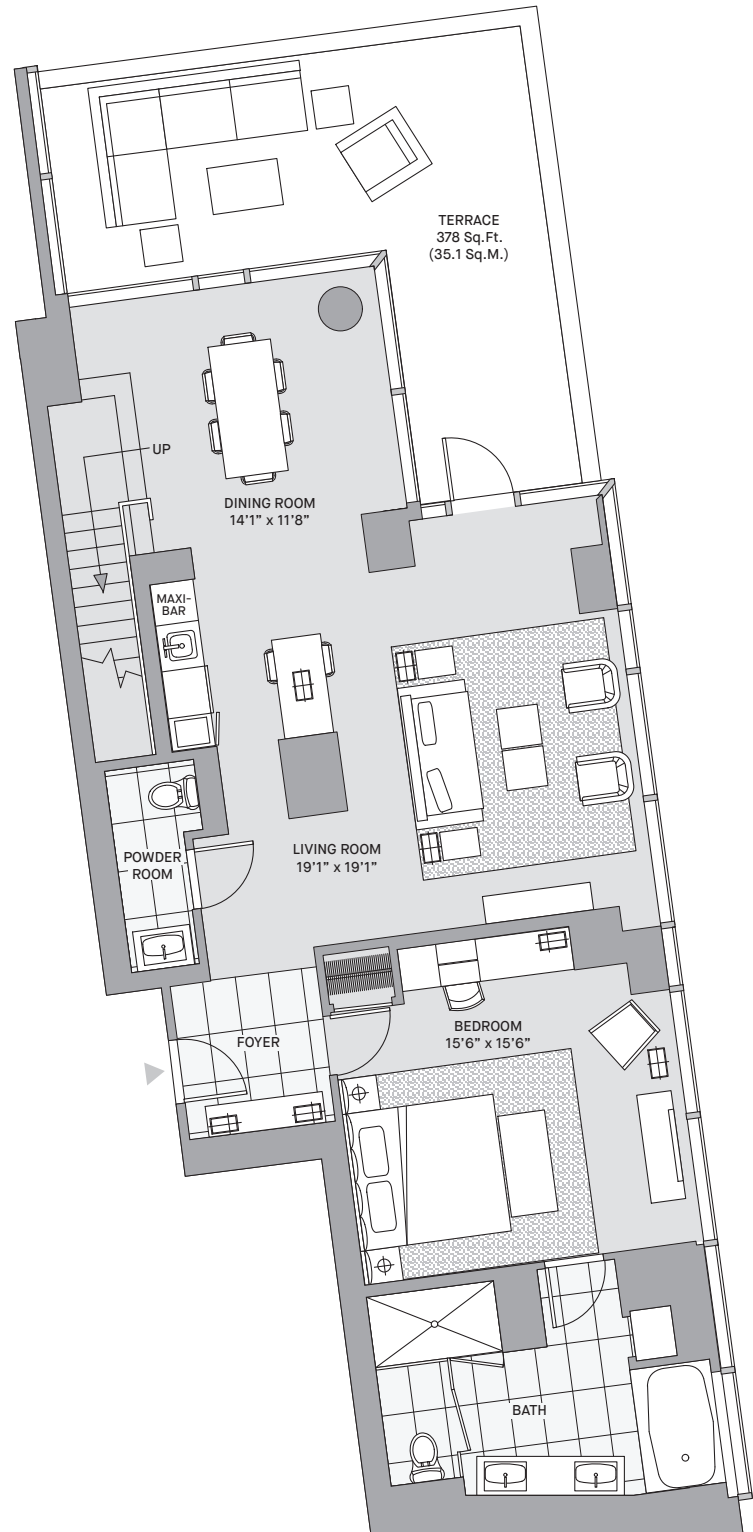 TERRACE
378 Sq.Ft.
(35.1 Sq.M.)
UP
DINING ROOM
14’1” x 11’8”
MAXI-
BAR
LIVING ROOM
19’1” x 19’1”
POWDER
ROOM
FOYER
BEDROOM
15’6” x 15’6”
BATH